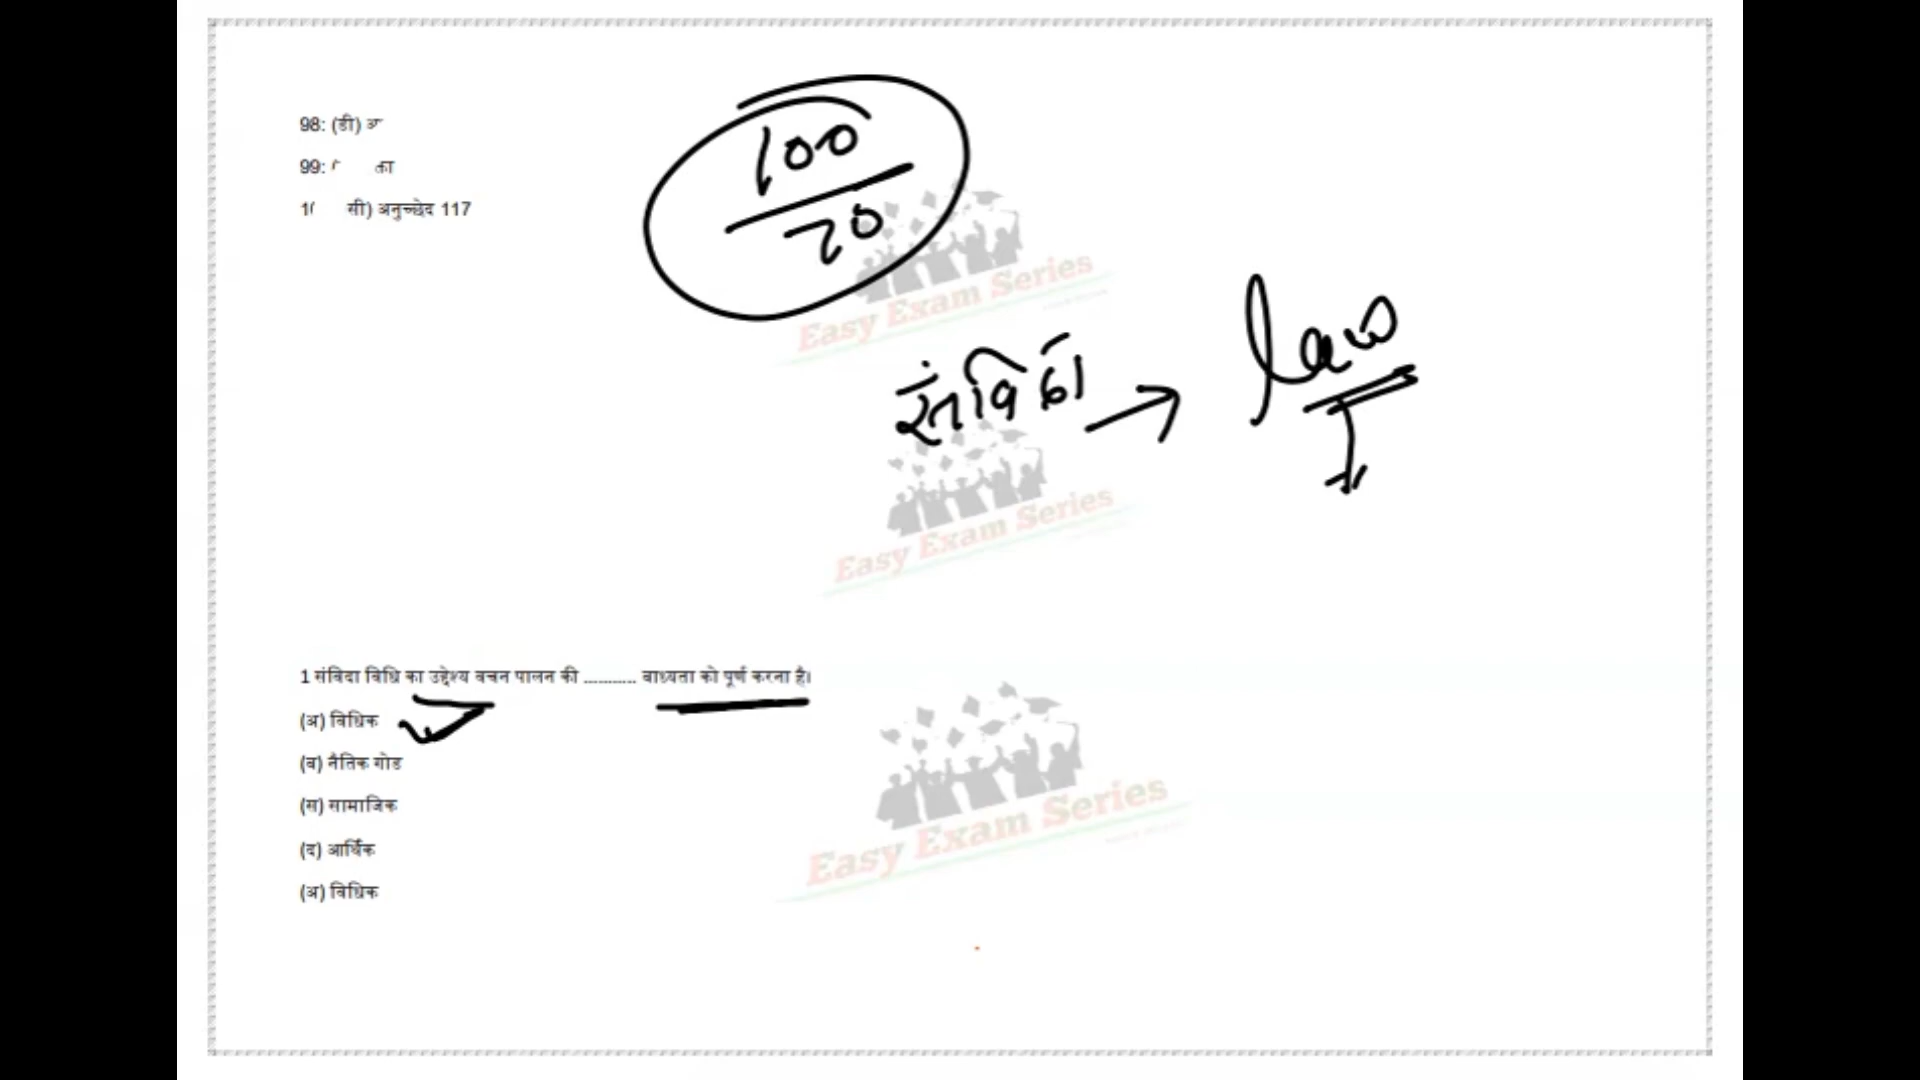 98: (डी)
99:
सी) अनुच्छेद 117
100
70
Easy Exam Series
संविदा → law
Easy Exam Series
1 संविदा विधि का उद्देश्य वचन पालन की ............ बाध्यता को पूर्ण करना है।
(अ) विधिक
(ब) नैतिक गोड
(स) सामाजिक
(द) आर्थिक
Easy Exam Series
(अ) विधिक